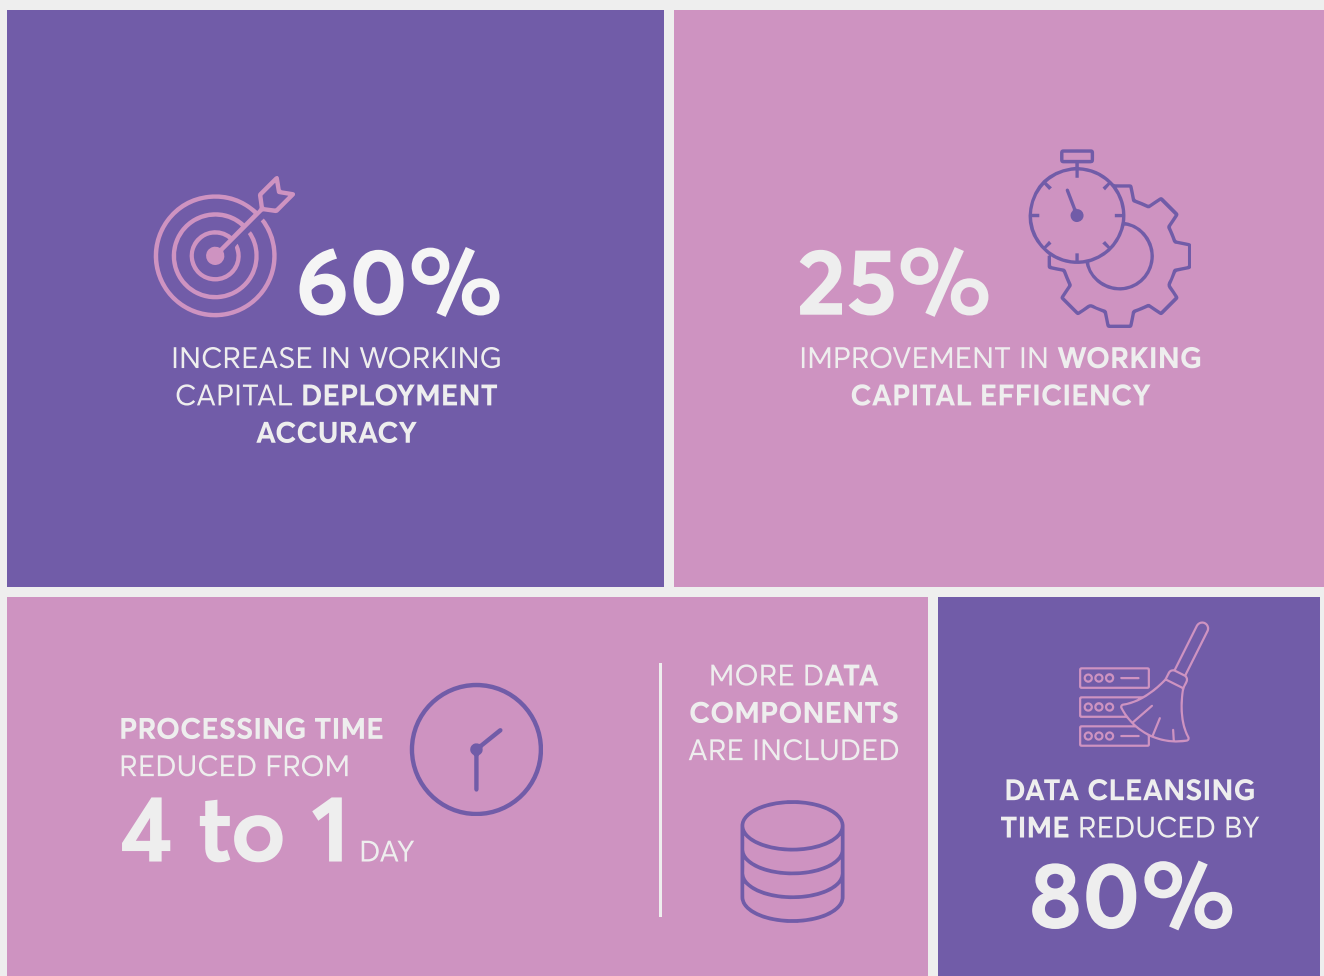 60%
INCREASE IN WORKING
CAPITAL DEPLOYMENT
ACCURACY
25%
IMPROVEMENT IN WORKING
CAPITAL EFFICIENCY
PROCESSING TIME
REDUCED FROM
4 to 1 DAY
MORE DATA
COMPONENTS
ARE INCLUDED
DATA CLEANSING
TIME REDUCED BY
80%